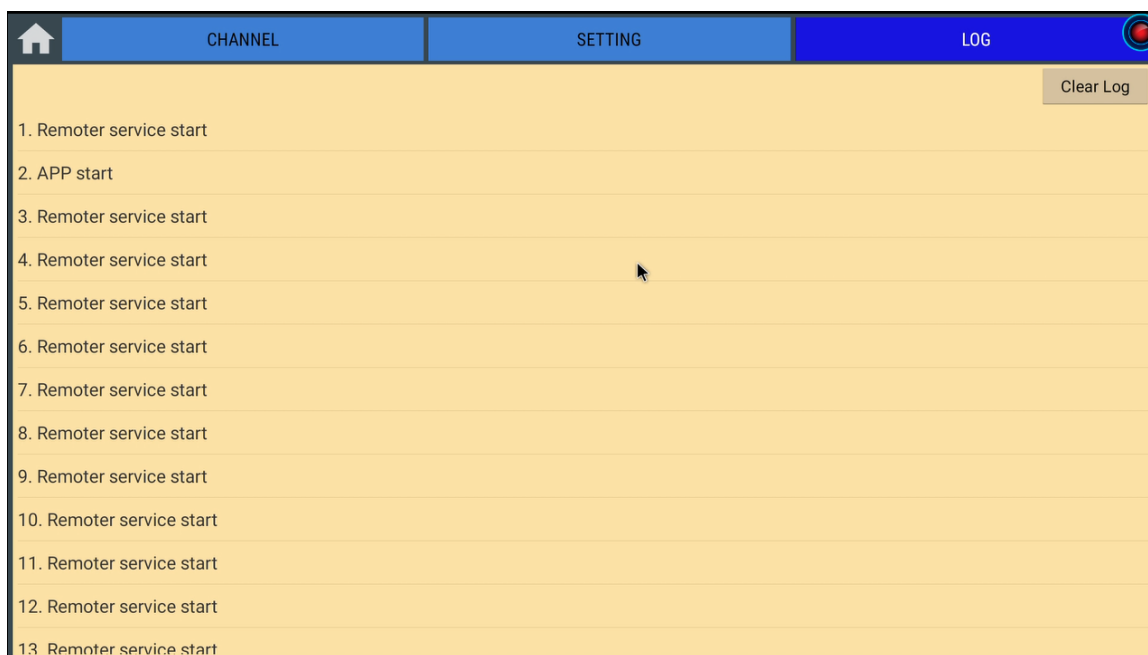 CHANNEL
SETTING
LOG
Clear Log
1. Remoter service start
2. APP start
3. Remoter service start
4. Remoter service start
5. Remoter service start
6. Remoter service start
7. Remoter service start
8. Remoter service start
9. Remoter service start
10. Remoter service start
11. Remoter service start
12. Remoter service start
13. Remoter service start